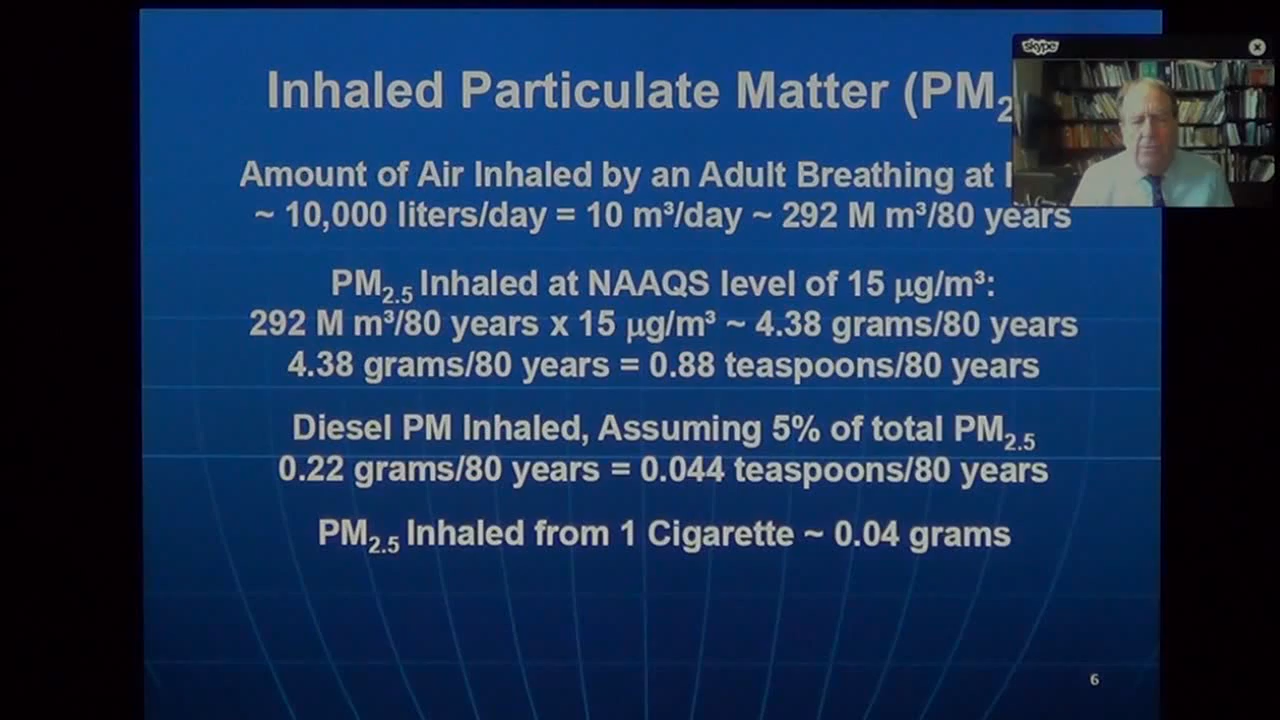 skype
Inhaled Particulate Matter (PM2
Amount of Air Inhaled by an Adult Breathing at
~ 10,000 liters/day = 10 m³/day ~ 292 M m³/80 years
PM2.5 Inhaled at NAAQS level of 15 µg/m³:
292 M m³/80 years x 15 µg/m³ ~ 4.38 grams/80 years
4.38 grams/80 years = 0.88 teaspoons/80 years
Diesel PM Inhaled, Assuming 5% of total PM2.5
0.22 grams/80 years = 0.044 teaspoons/80 years
PM2.5 Inhaled from 1 Cigarette ~ 0.04 grams
6